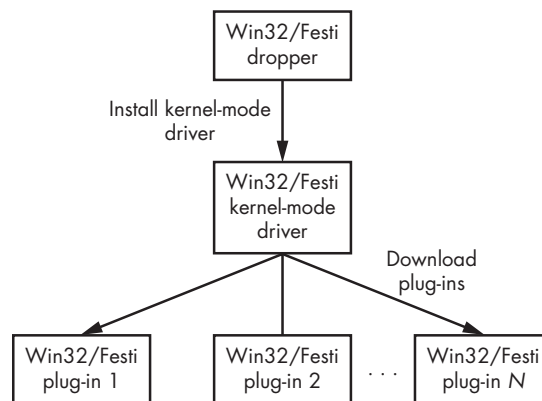 Win32/Festi
dropper
Install kernel-mode
driver
Win32/Festi
kernel-mode
driver
Download
plug-ins
Win32/Festi
plug-in 1
Win32/Festi
plug-in 2
. . .
Win32/Festi
plug-in N